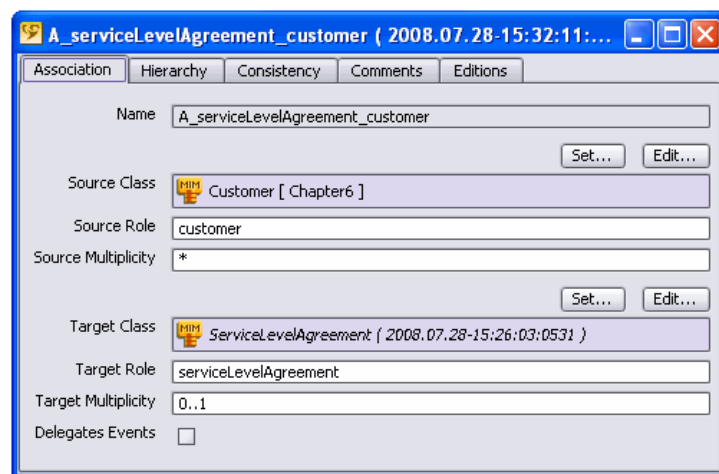 A_serviceLevelAgreement_customer ( 2008.07.28-15:32:11:...
Association Hierarchy Consistency Comments Editions
Name A_serviceLevelAgreement_customer
Set... Edit...
Source Class MIM Customer [ Chapter6 ]
Source Role customer
Source Multiplicity *
Set... Edit...
Target Class MIM ServiceLevelAgreement ( 2008.07.28-15:26:03:0531 )
Target Role serviceLevelAgreement
Target Multiplicity 0..1
Delegates Events